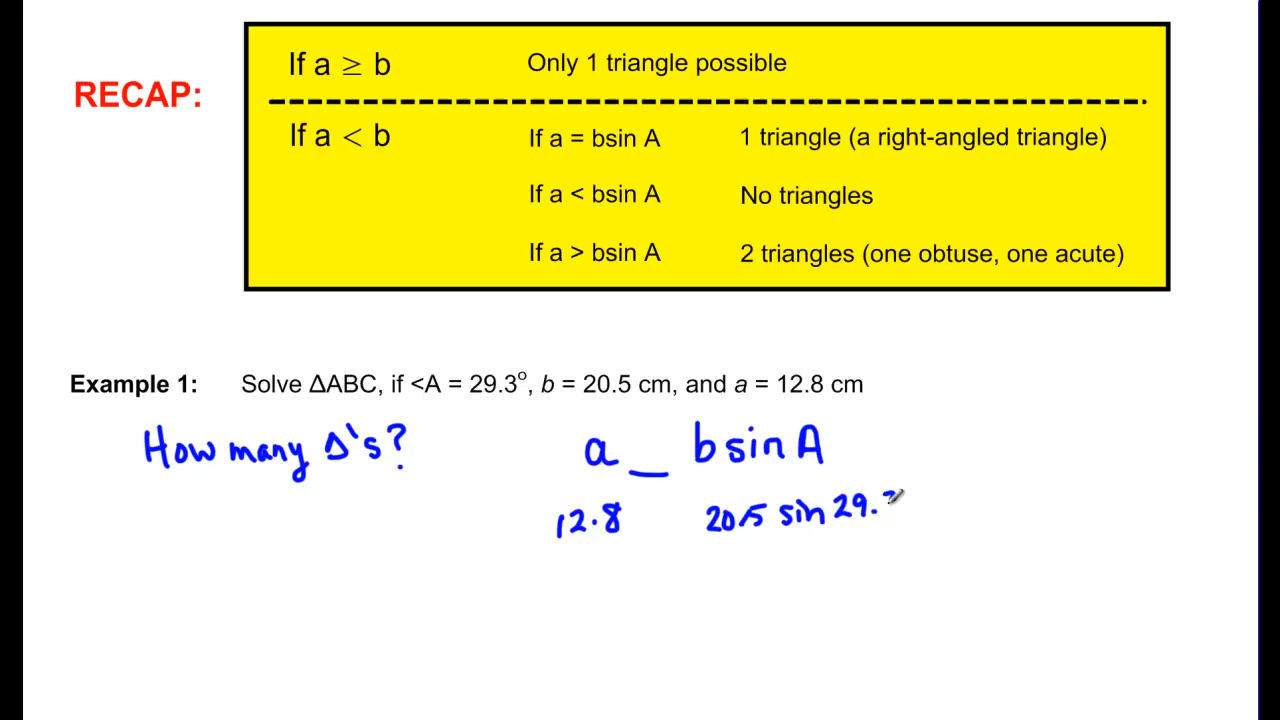 RECAP:
If a ≥ b Only 1 triangle possible
If a < b If a = bsin A 1 triangle (a right-angled triangle)
If a < bsin A No triangles
If a > bsin A 2 triangles (one obtuse, one acute)
Example 1: Solve ΔABC, if <A = 29.3°, b = 20.5 cm, and a = 12.8 cm
How many Δ's? a _ b sin A
12.8 20.5 sin 29.